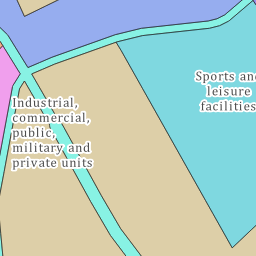 Sports and
leisure
facilities
Industrial,
commercial,
public,
military and
private units